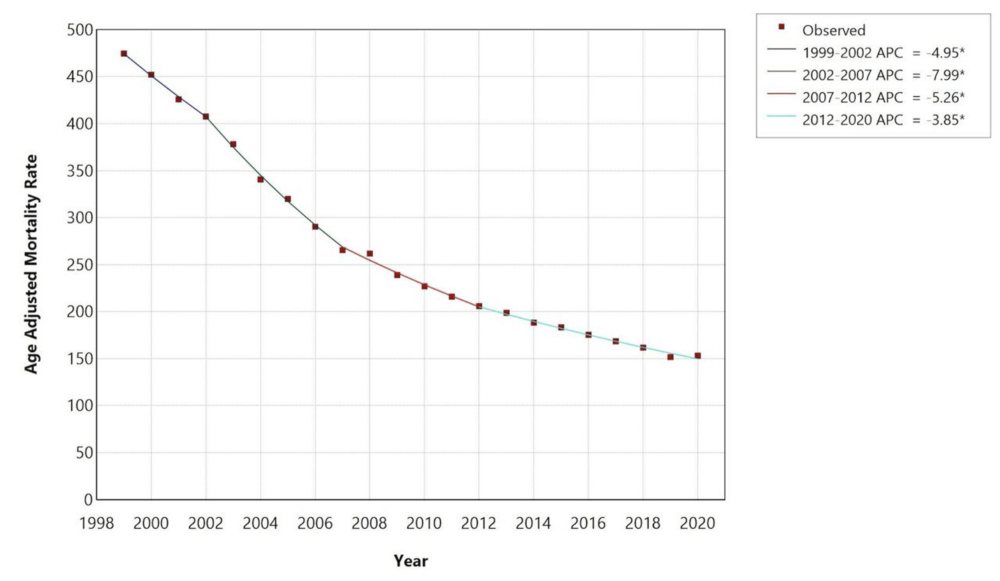 500
450
400
350
300
250
200
150
100
50
0
Age Adjusted Mortality Rate
1998 2000 2002 2004 2006 2008 2010 2012 2014 2016 2018 2020
Year
Observed
1999-2002 APC = -4.95*
2002-2007 APC = -7.99*
2007-2012 APC = -5.26*
2012-2020 APC = -3.85*